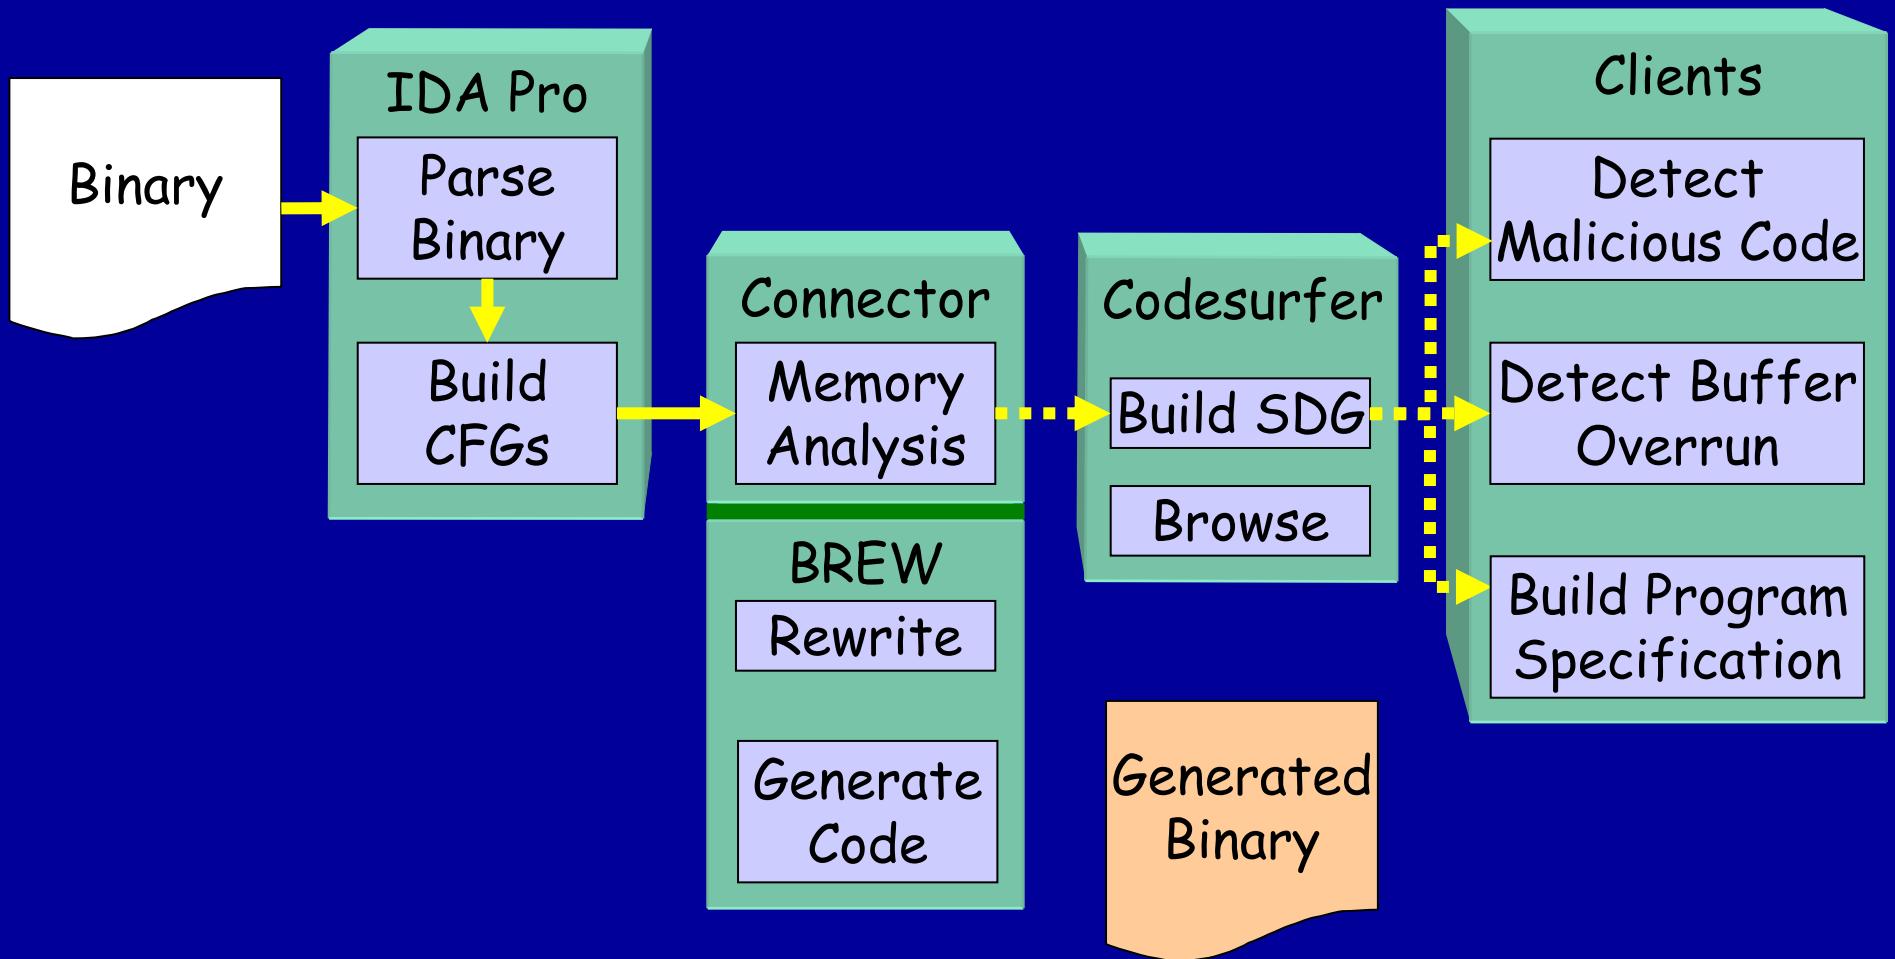 Binary
IDA Pro
Parse
Binary
Build
CFGs
Connector
Memory
Analysis
BREW
Rewrite
Generate
Code
Codesurfer
Build SDG
Browse
Generated
Binary
Clients
Detect
Malicious Code
Detect Buffer
Overrun
Build Program
Specification